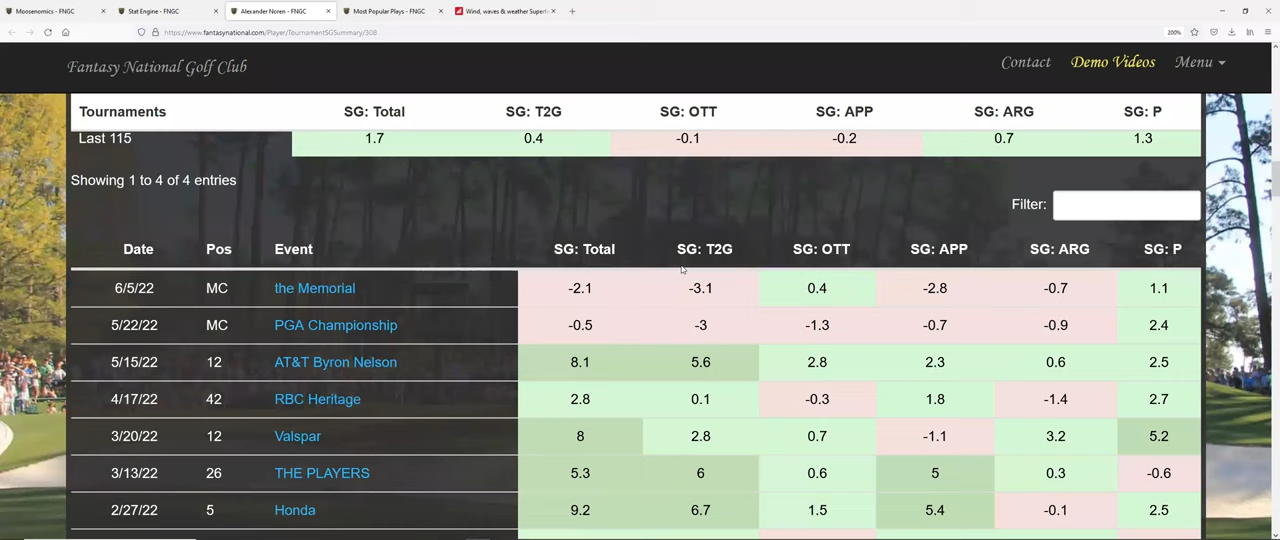 Moosenomics - FNGC × Stat Engine - FNGC × Alexander Noren - FNGC × Most Popular Plays - FNGC × Wind, waves & weather Superfo ×
https://www.fantasynational.com/Player/TournamentSGSummary/308 200%
Fantasy National Golf Club Contact Demo Videos Menu
Tournaments SG: Total SG: T2G SG: OTT SG: APP SG: ARG SG: P
Last 115 1.7 0.4 -0.1 -0.2 0.7 1.3
Showing 1 to 4 of 4 entries
Filter:
Date Pos Event SG: Total SG: T2G SG: OTT SG: APP SG: ARG SG: P
6/5/22 MC the Memorial -2.1 -3.1 0.4 -2.8 -0.7 1.1
5/22/22 MC PGA Championship -0.5 -3 -1.3 -0.7 -0.9 2.4
5/15/22 12 AT&T Byron Nelson 8.1 5.6 2.8 2.3 0.6 2.5
4/17/22 42 RBC Heritage 2.8 0.1 -0.3 1.8 -1.4 2.7
3/20/22 12 Valspar 8 2.8 0.7 -1.1 3.2 5.2
3/13/22 26 THE PLAYERS 5.3 6 0.6 5 0.3 -0.6
2/27/22 5 Honda 9.2 6.7 1.5 5.4 -0.1 2.5